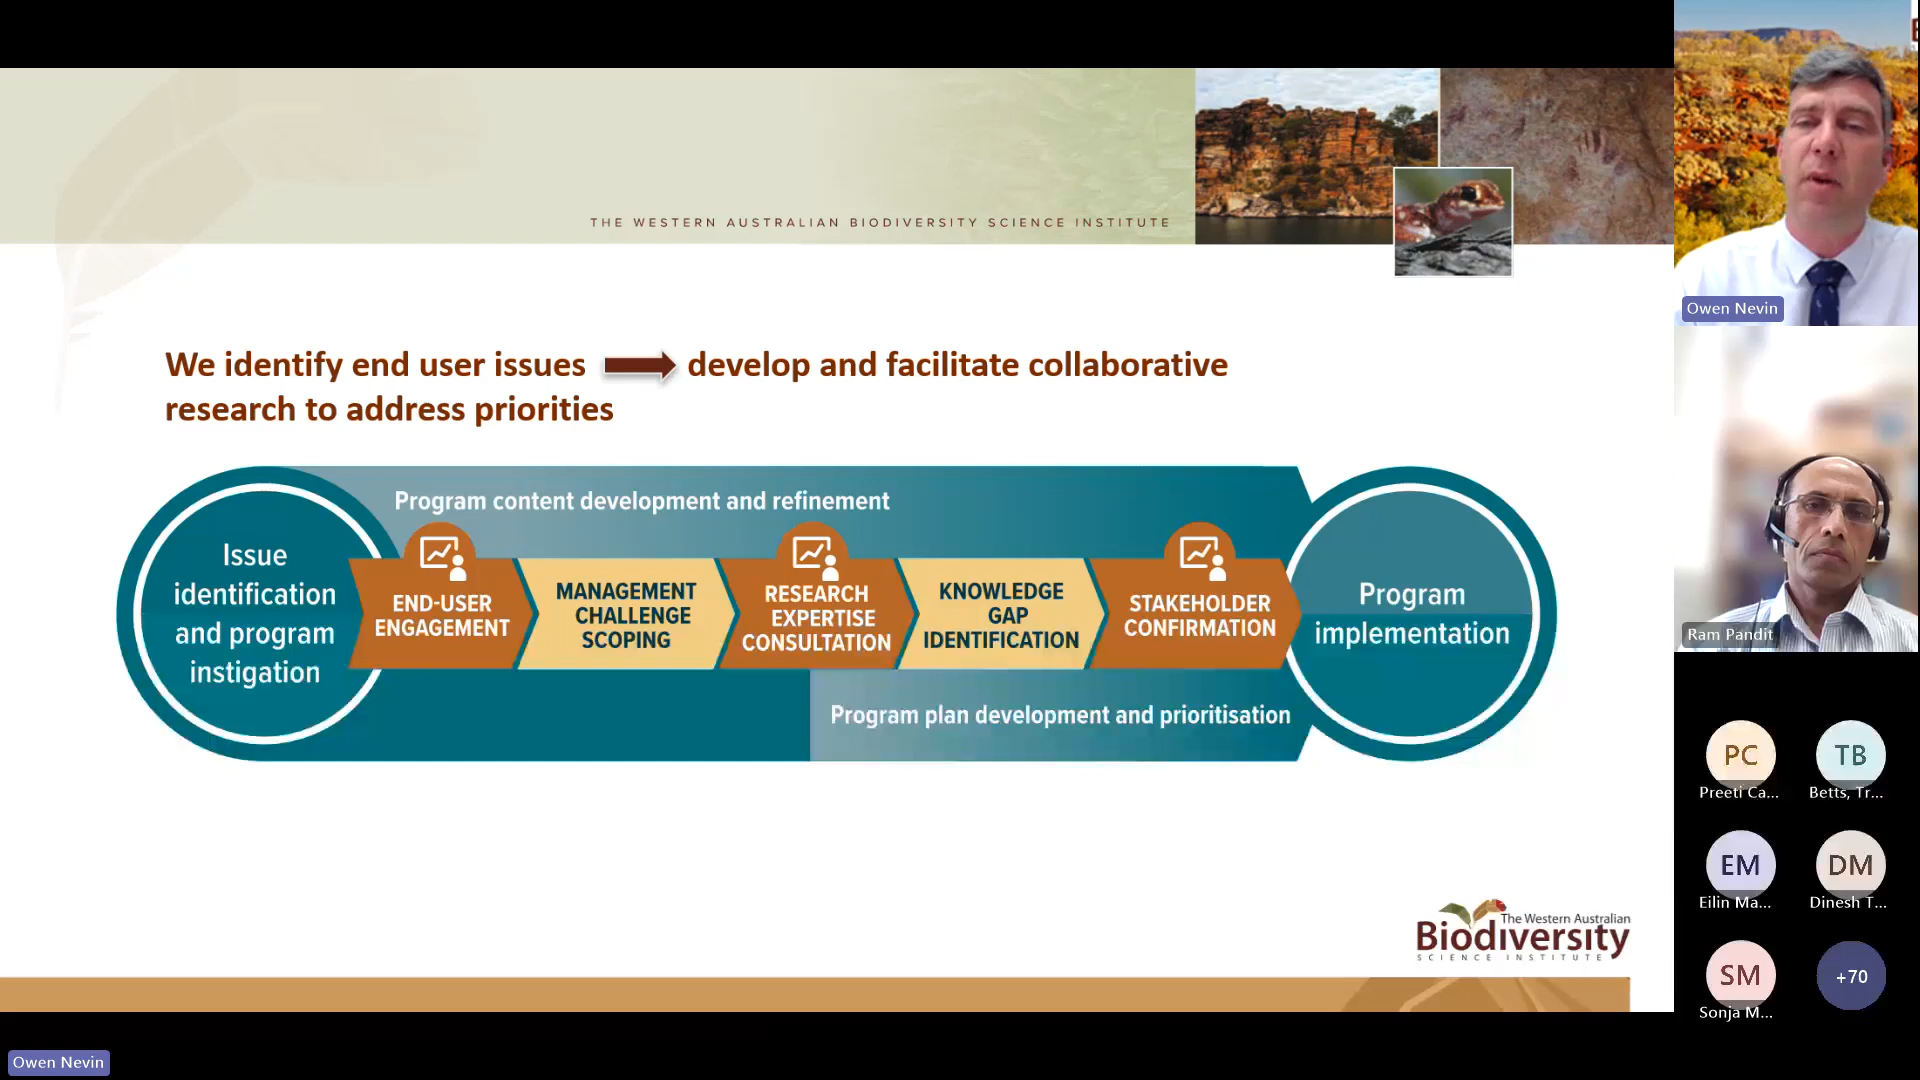 THE WESTERN AUSTRALIAN BIODIVERSITY SCIENCE INSTITUTE
We identify end user issues develop and facilitate collaborative
research to address priorities
Program content development and refinement
Issue
identification
and program
instigation
END-USER
ENGAGEMENT
MANAGEMENT
CHALLENGE
SCOPING
RESEARCH
EXPERTISE
CONSULTATION
KNOWLEDGE
GAP
IDENTIFICATION
STAKEHOLDER
CONFIRMATION
Program
implementation
Program plan development and prioritisation
The Western Australian
Biodiversity
SCIENCE INSTITUTE
Owen Nevin
Owen Nevin
Ram Pandit
PC
Preeti Ca...
TB
Betts, Tr...
EM
Eilin Ma...
DM
Dinesh T...
SM
Sonja M...
+70